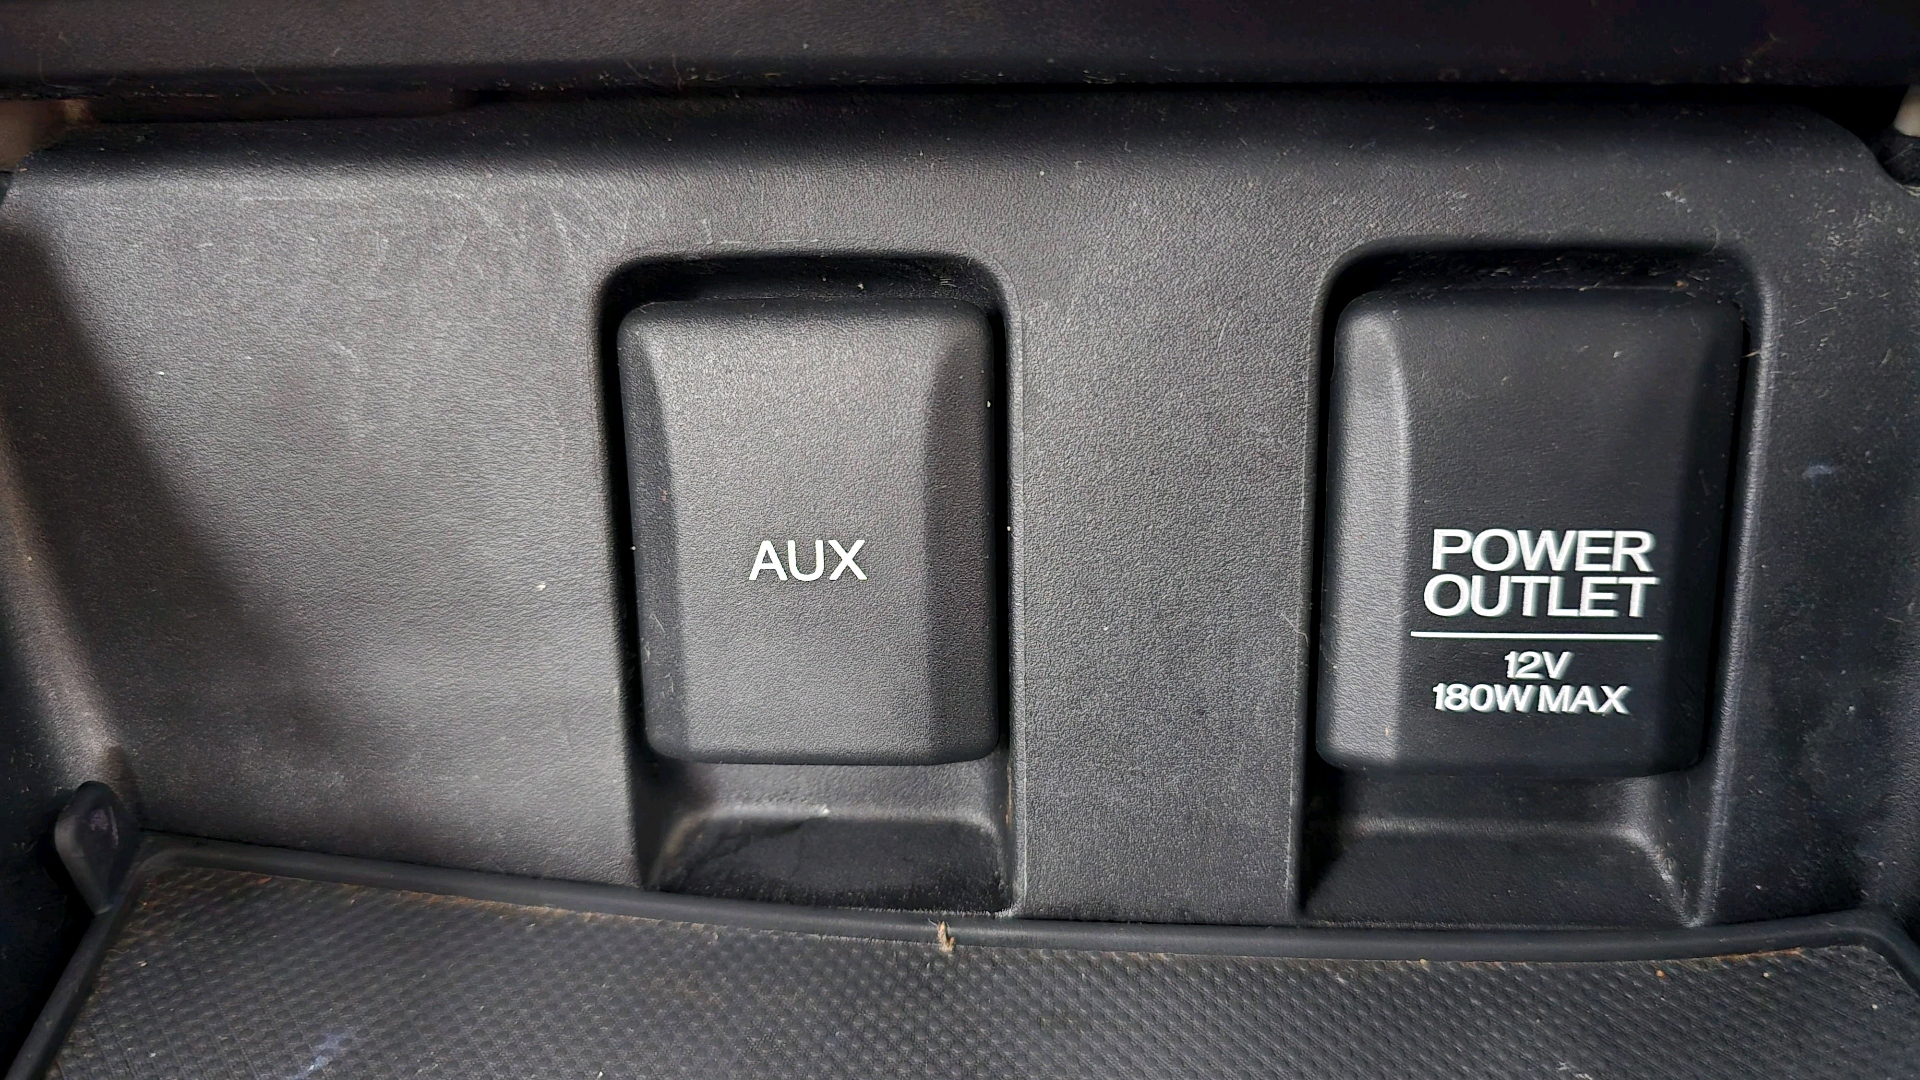 AUX
POWER
OUTLET
12V
180W MAX